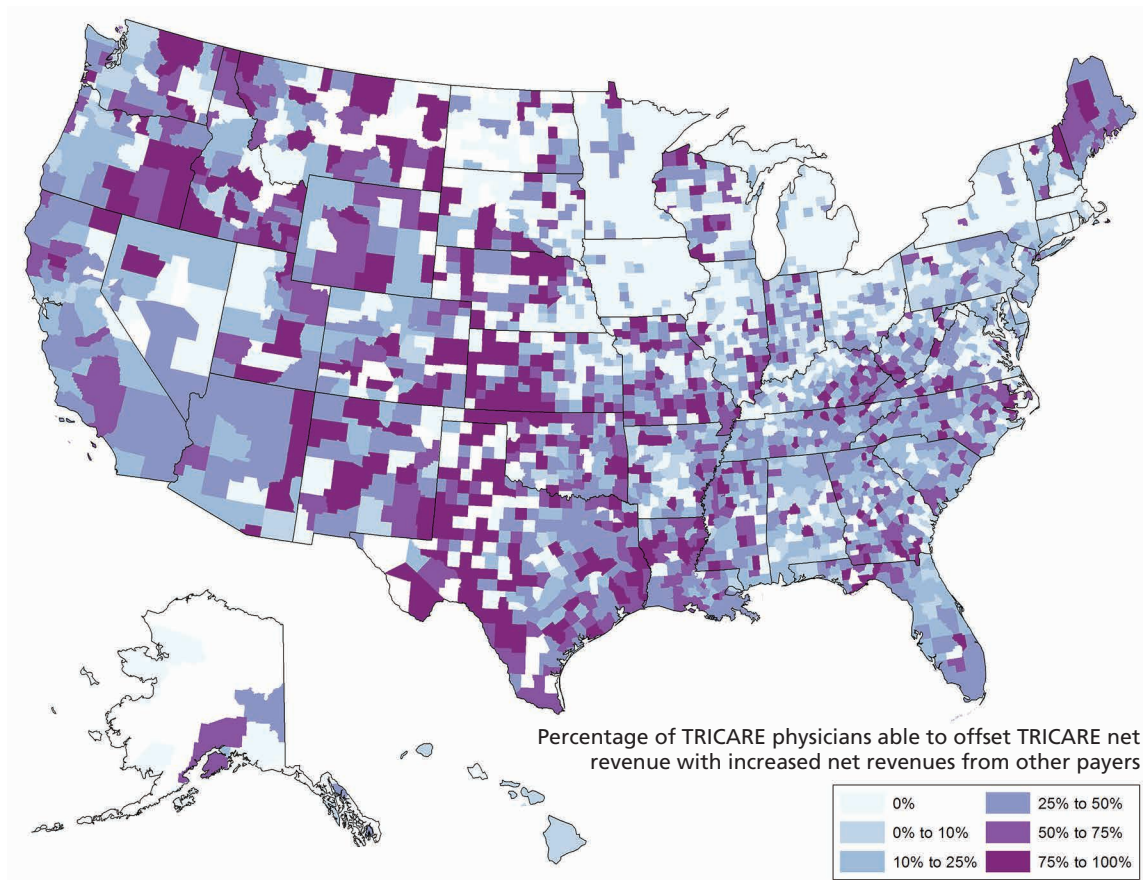 Percentage of TRICARE physicians able to offset TRICARE net
revenue with increased net revenues from other payers
0%
25% to 50%
0% to 10%
50% to 75%
10% to 25%
75% to 100%